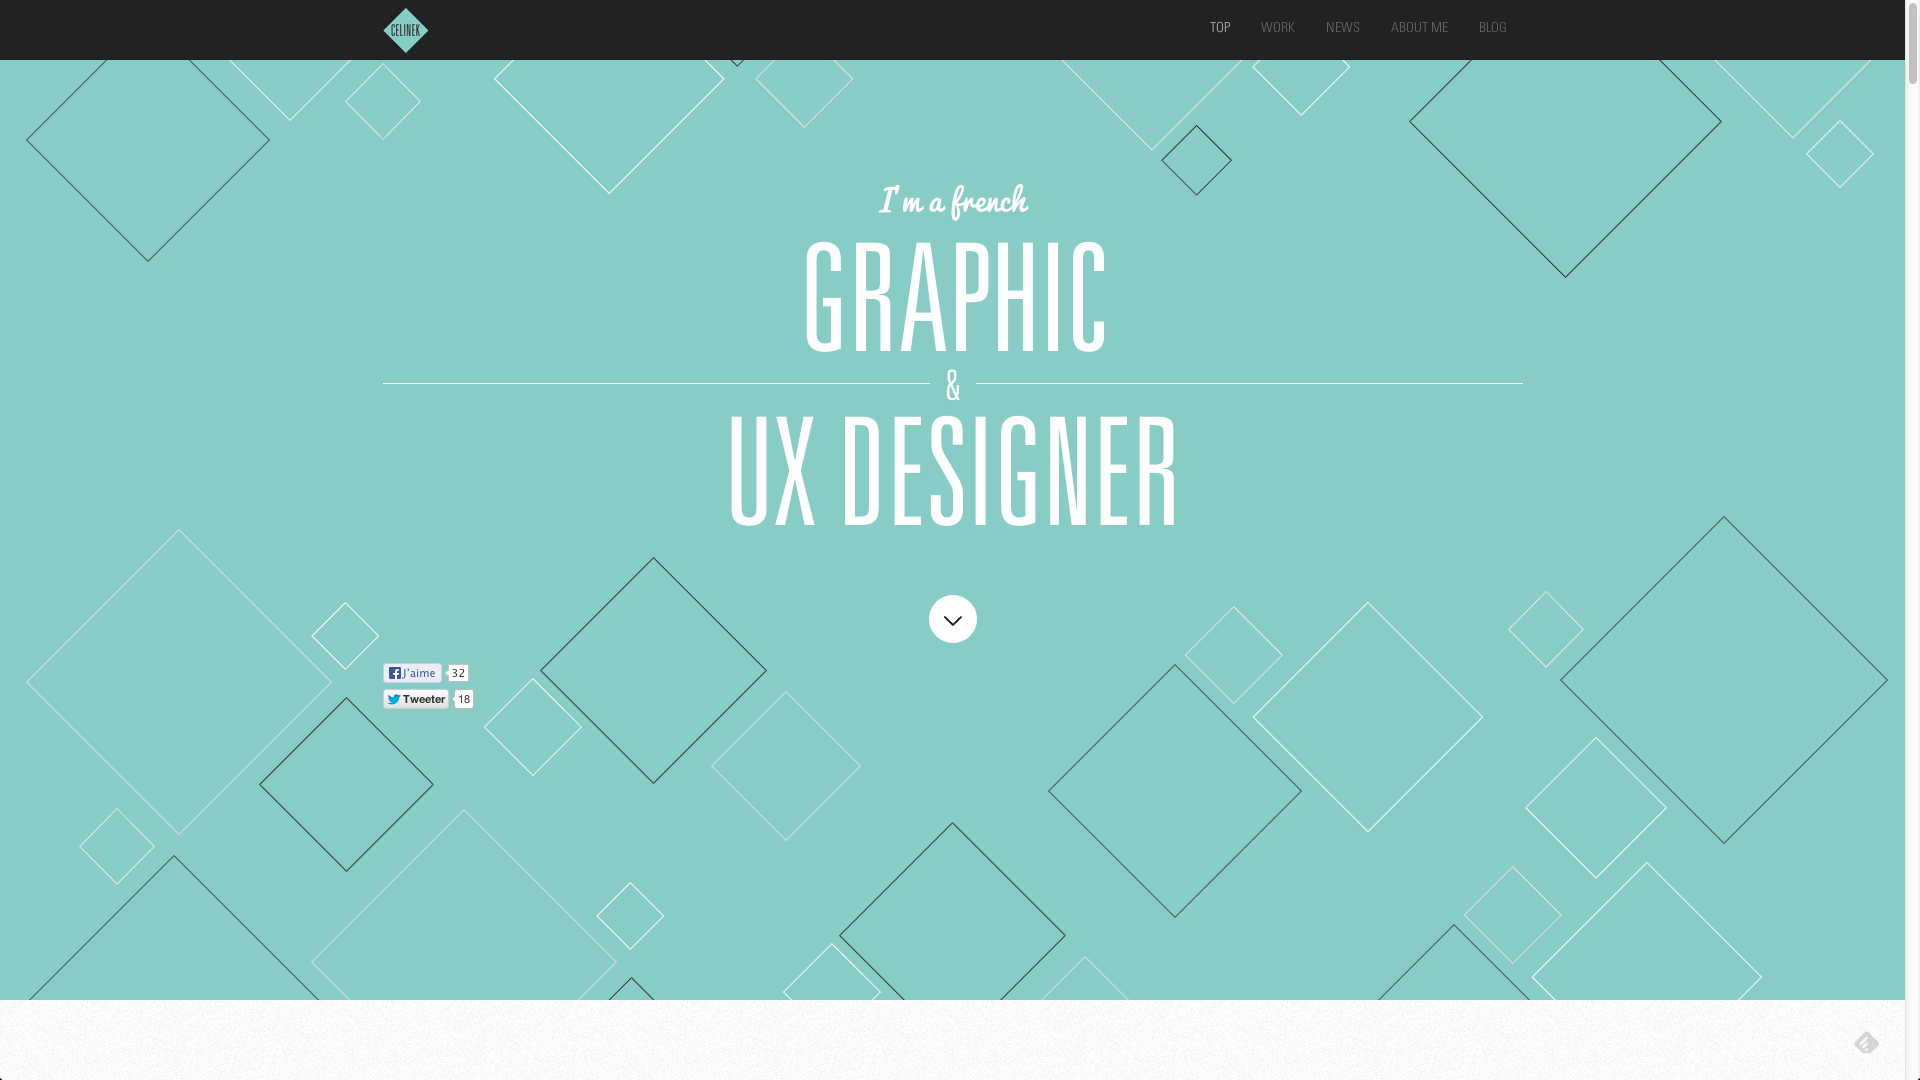 CELINEK
TOP WORK NEWS ABOUT ME BLOG
I'm a french
GRAPHIC
&
UX DESIGNER
J'aime 32
Tweeter 18